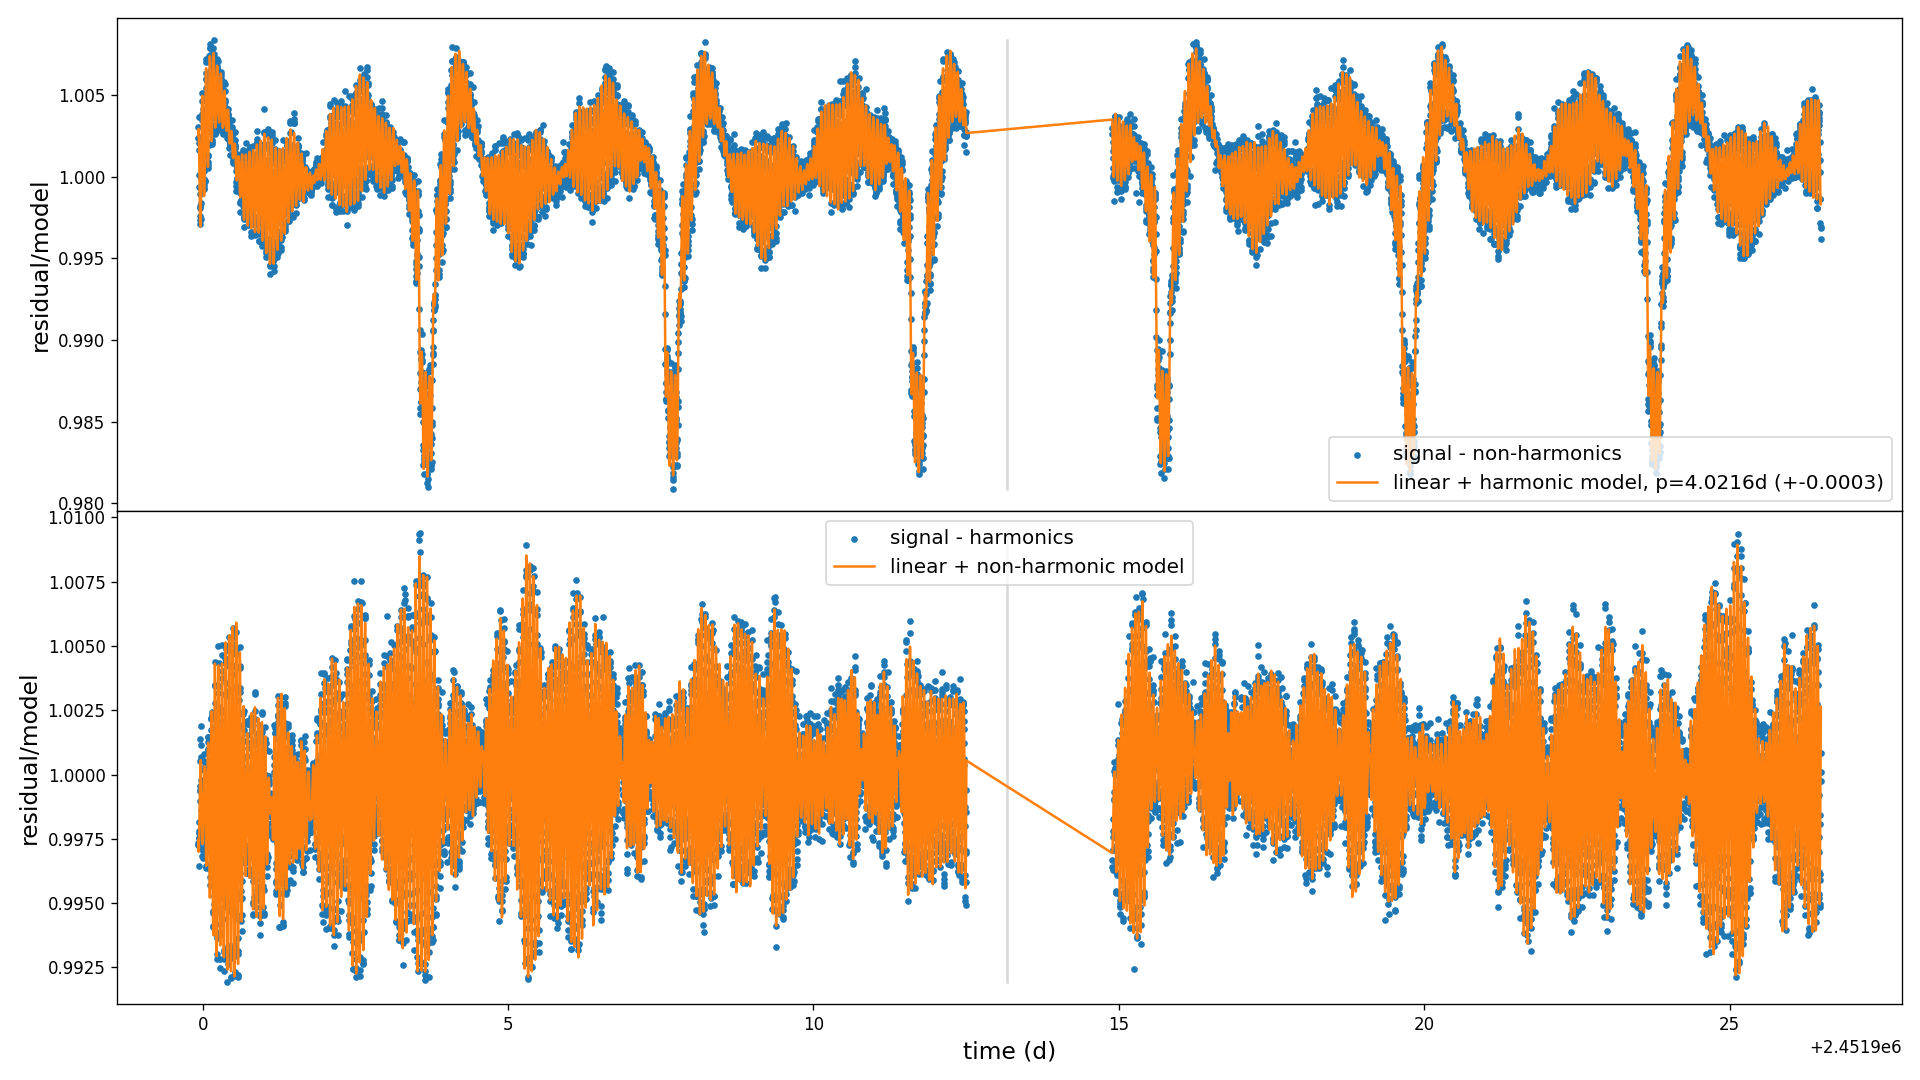 residual/model
1.005
1.000
0.995
0.990
0.985
0.980
signal - non-harmonics
linear + harmonic model, p=4.0216d (+-0.0003)
residual/model
1.0100
1.0075
1.0050
1.0025
1.0000
0.9975
0.9950
0.9925
signal - harmonics
linear + non-harmonic model
0 5 10 15 20 25
time (d)
+2.4519e6